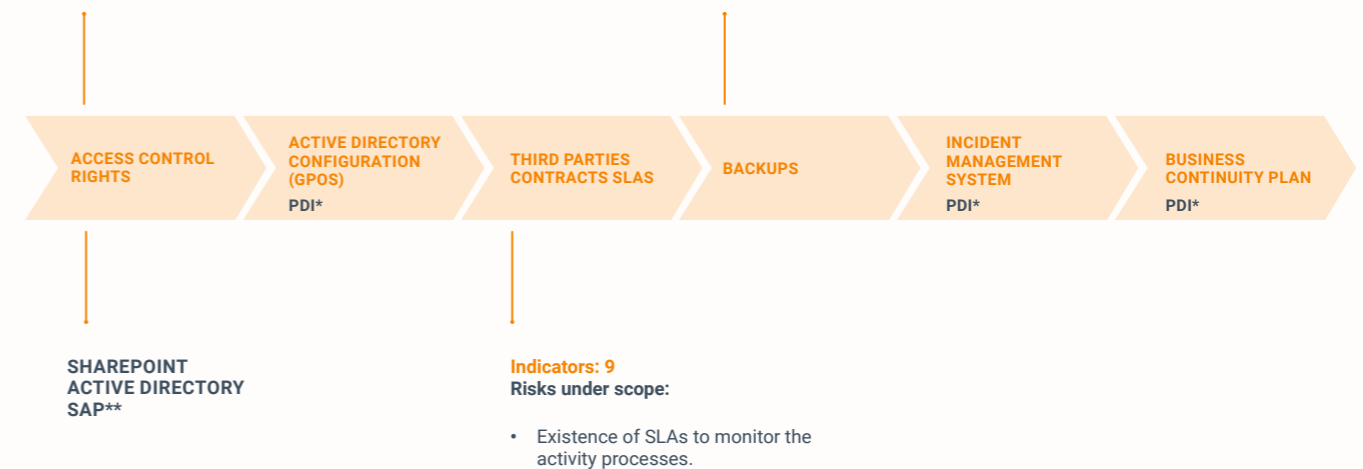 ACCESS CONTROL
RIGHTS
ACTIVE DIRECTORY
CONFIGURATION
(GPOS)
PDI*
THIRD PARTIES
CONTRACTS SLAS
BACKUPS
INCIDENT
MANAGEMENT
SYSTEM
PDI*
BUSINESS
CONTINUITY PLAN
PDI*
SHAREPOINT
ACTIVE DIRECTORY
SAP**
Indicators: 9
Risks under scope:
• Existence of SLAs to monitor the
activity processes.